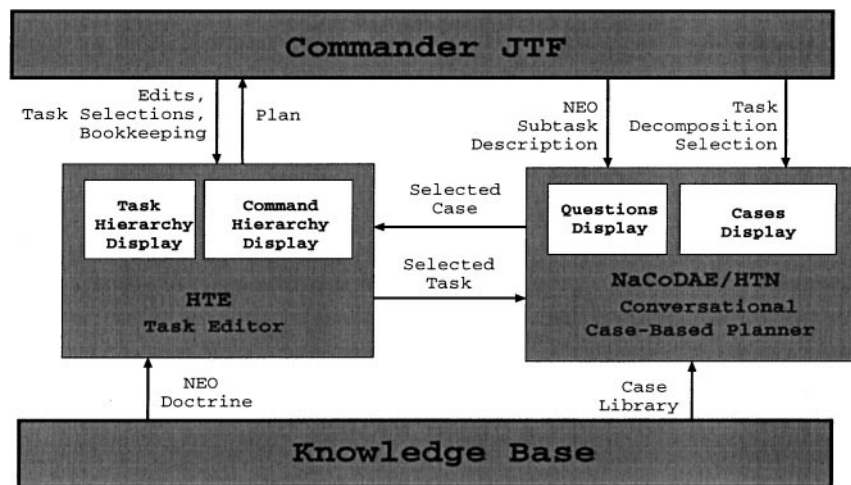 Commander JTF
Edits,
Task Selections,
Bookkeeping
Plan
NEO
Subtask
Description
Task
Decomposition
Selection
Task
Hierarchy
Display
Command
Hierarchy
Display
HTE
Task Editor
Selected
Case
Selected
Task
Questions
Display
Cases
Display
NaCoDAE/HTN
Conversational
Case-Based Planner
NEO
Doctrine
Case
Library
Knowledge Base